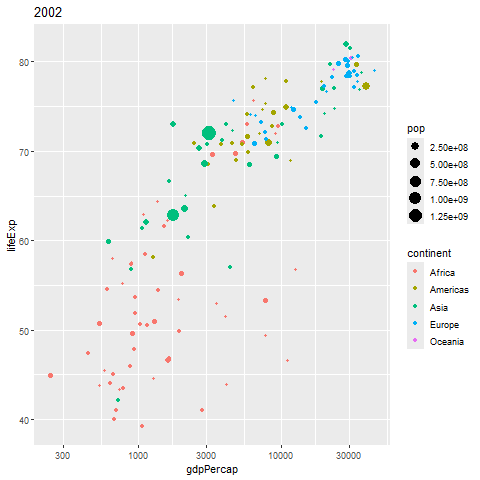 2002
80
70
60
50
40
lifeExp
300
1000
3000
10000
30000
gdpPercap
pop
2.50e+08
5.00e+08
7.50e+08
1.00e+09
1.25e+09
continent
Africa
Americas
Asia
Europe
Oceania